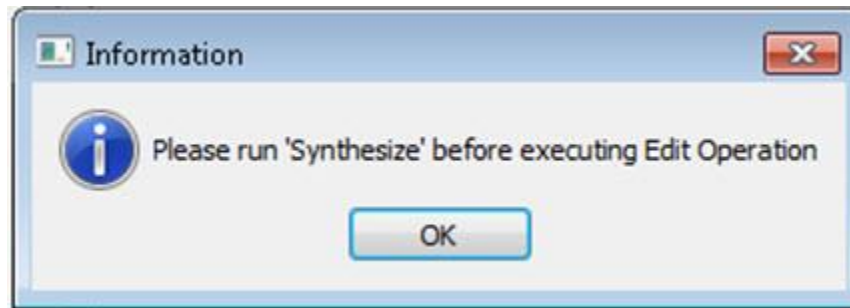 Information
Please run 'Synthesize' before executing Edit Operation
OK